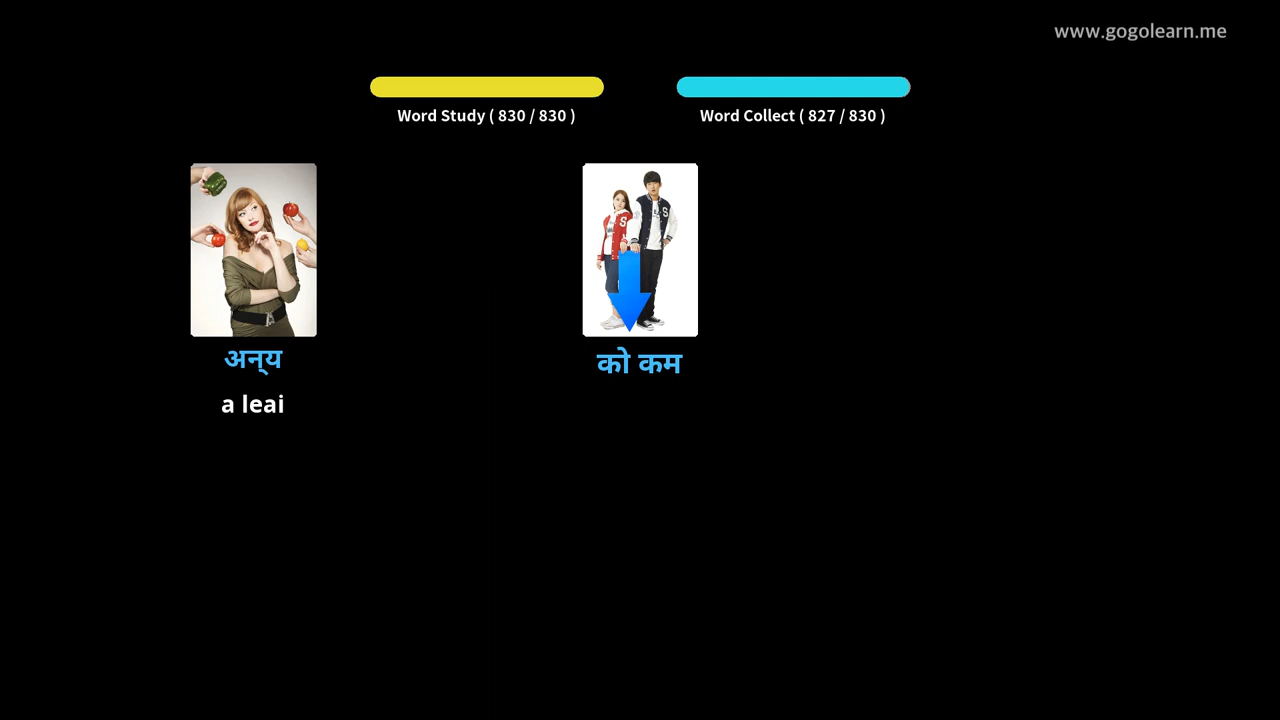 www.gogolearn.me
Word Study ( 830 / 830 )
Word Collect ( 827 / 830 )
अन्‌य
a leai
को कम